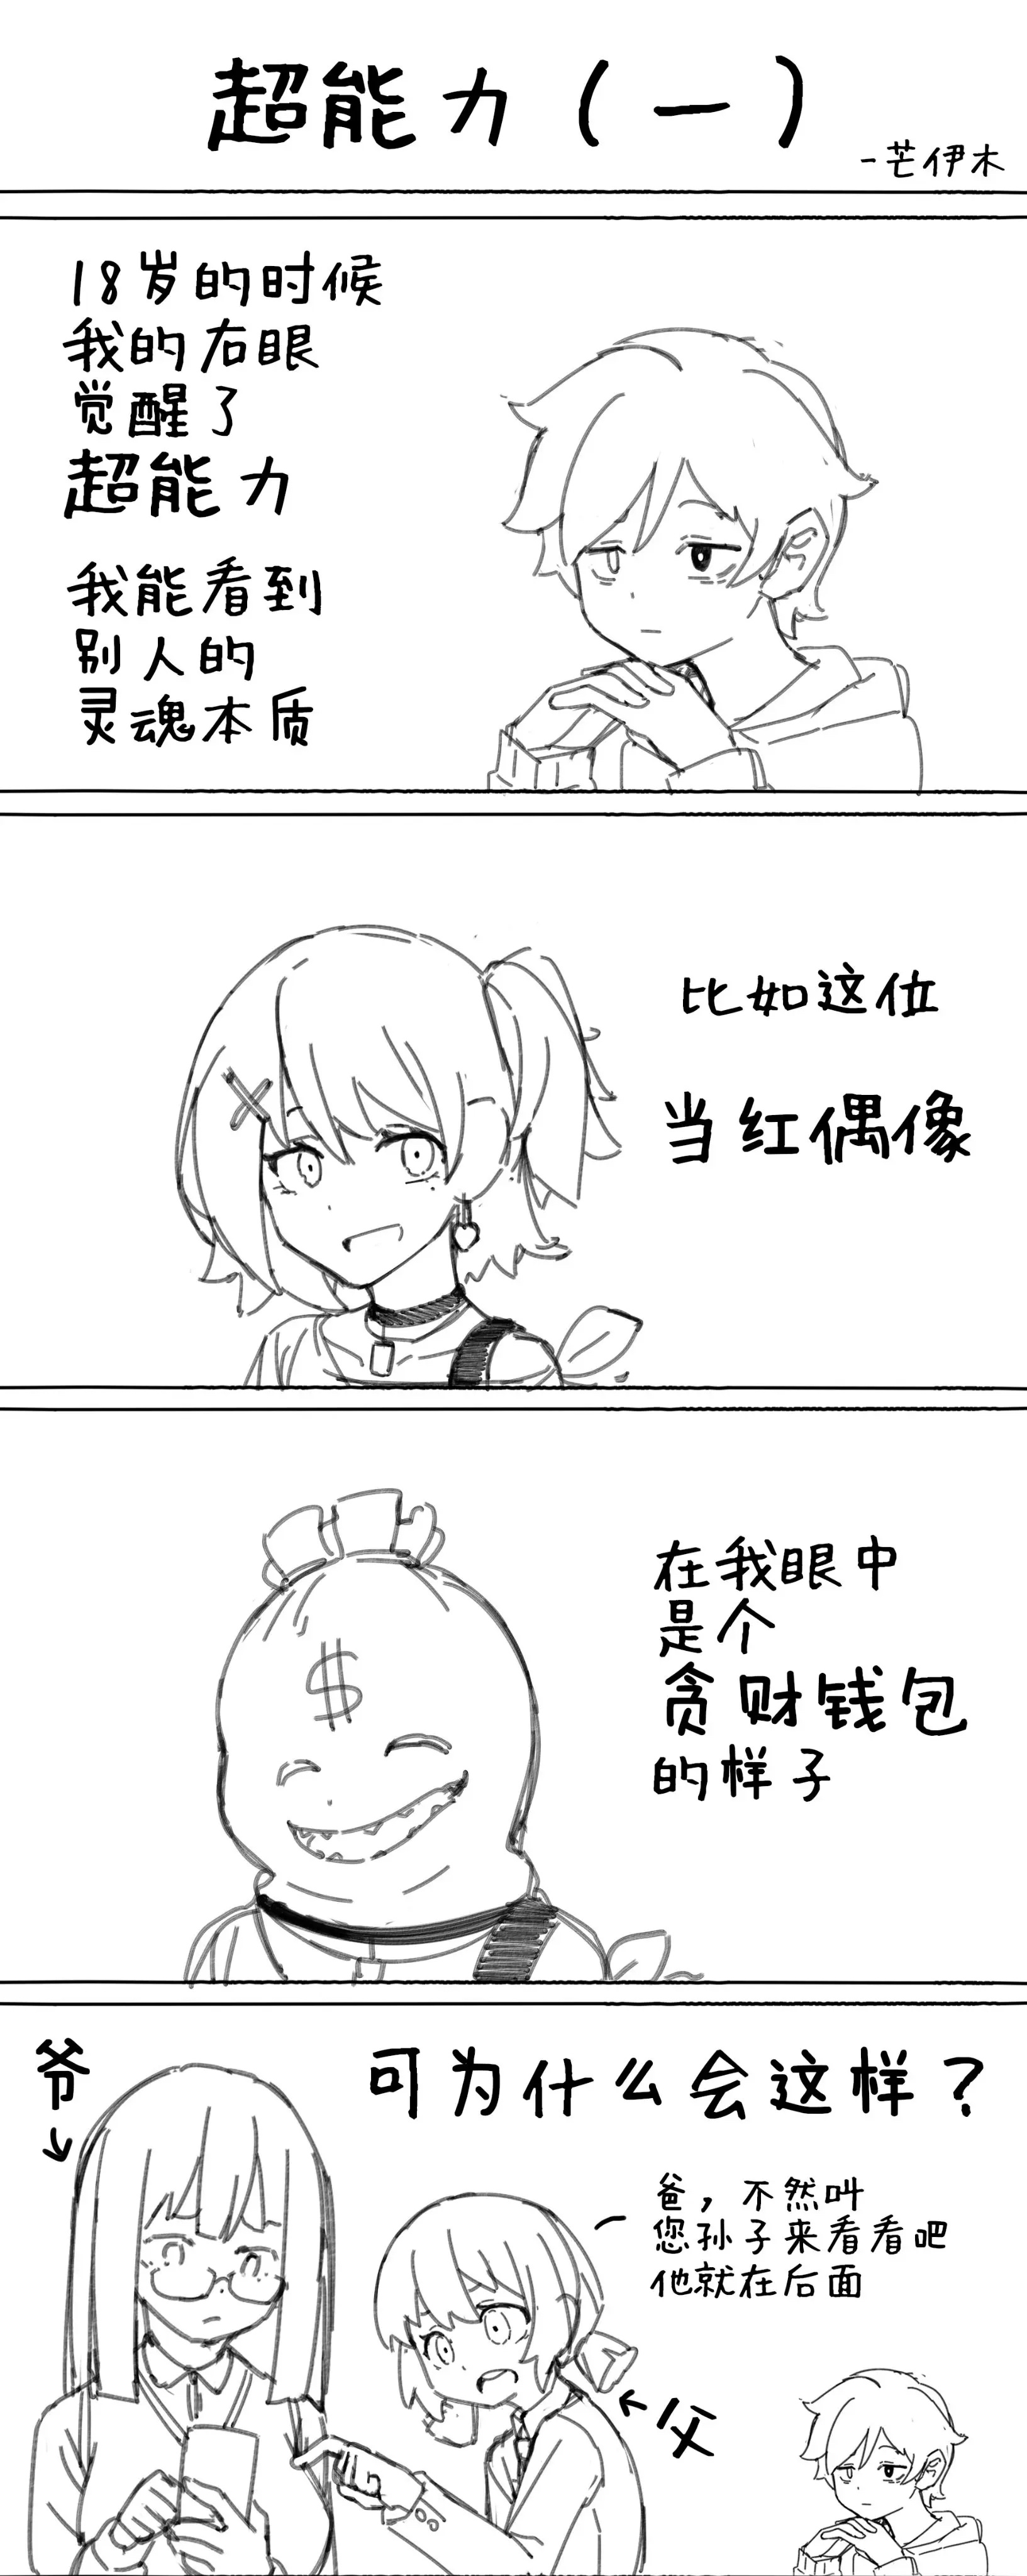 超能力（一）
-芒伊木
18岁的时候
我的右眼
觉醒了
超能力
我能看到
别人的
灵魂本质
比如这位
当红偶像
$
在我眼中
是个
贪财钱包
的样子
爷
可为什么会这样？
爸，不然叫
您孙子来看看吧
他就在后面
父